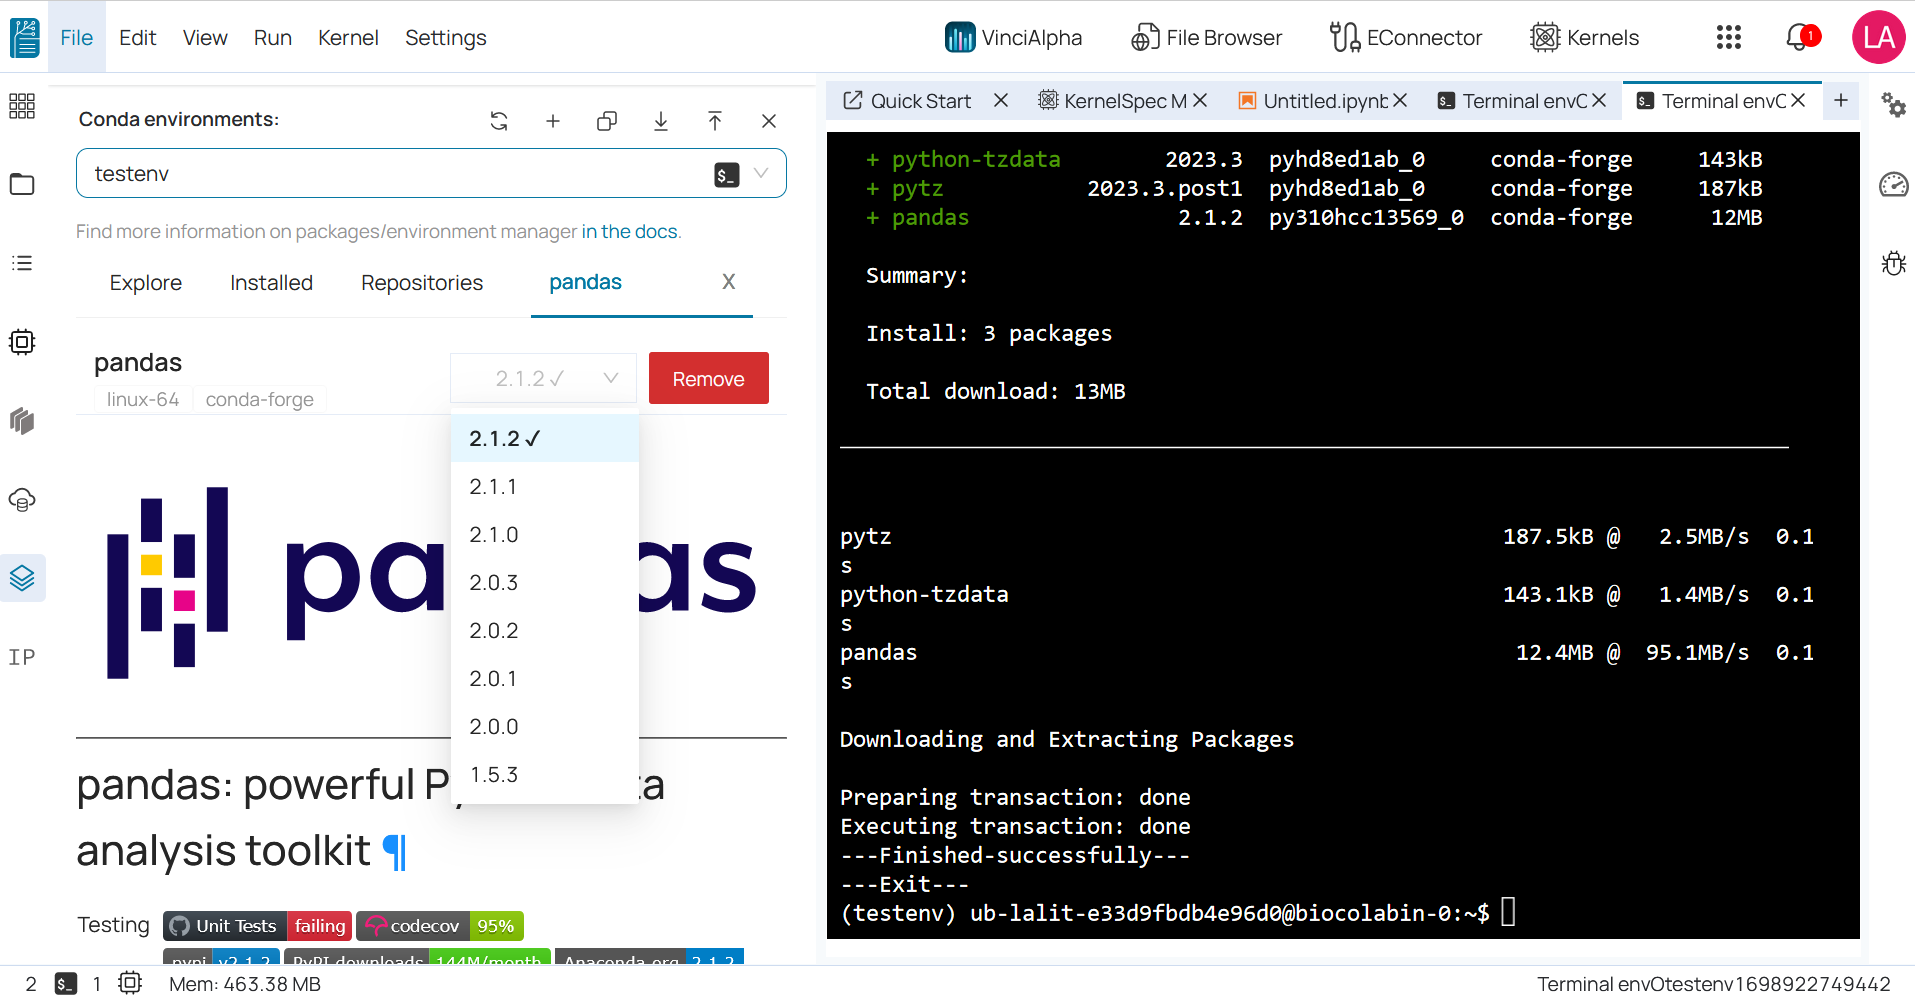 File Edit View Run Kernel Settings VinciAlpha File Browser EConnector Kernels 1 LA
Conda environments:
testenv $_
Find more information on packages/environment manager in the docs.
Explore Installed Repositories pandas X
pandas 2.1.2 ✓ Remove
linux-64 conda-forge
2.1.2 ✓
2.1.1
2.1.0
2.0.3
2.0.2
2.0.1
2.0.0
1.5.3
IP
pa as
pandas: powerful Py ta
analysis toolkit ¶
Testing Unit Tests failing codecov 95%
pypi v2.1.2 PyPI downloads 144M/month Anaconda.org 2.1.2
Quick Start KernelSpec M Untitled.ipynb Terminal envC Terminal envC +
+ python-tzdata 2023.3 pyhd8ed1ab_0 conda-forge 143kB
+ pytz 2023.3.post1 pyhd8ed1ab_0 conda-forge 187kB
+ pandas 2.1.2 py310hcc13569_0 conda-forge 12MB
Summary:
Install: 3 packages
Total download: 13MB
pytz 187.5kB @ 2.5MB/s 0.1
s
python-tzdata 143.1kB @ 1.4MB/s 0.1
s
pandas 12.4MB @ 95.1MB/s 0.1
s
Downloading and Extracting Packages
Preparing transaction: done
Executing transaction: done
---Finished-successfully---
---Exit---
(testenv) ub-lalit-e33d9fbdb4e96d0@biocolabin-0:~$
2 $_ 1 Mem: 463.38 MB Terminal envOtestenv1698922749442